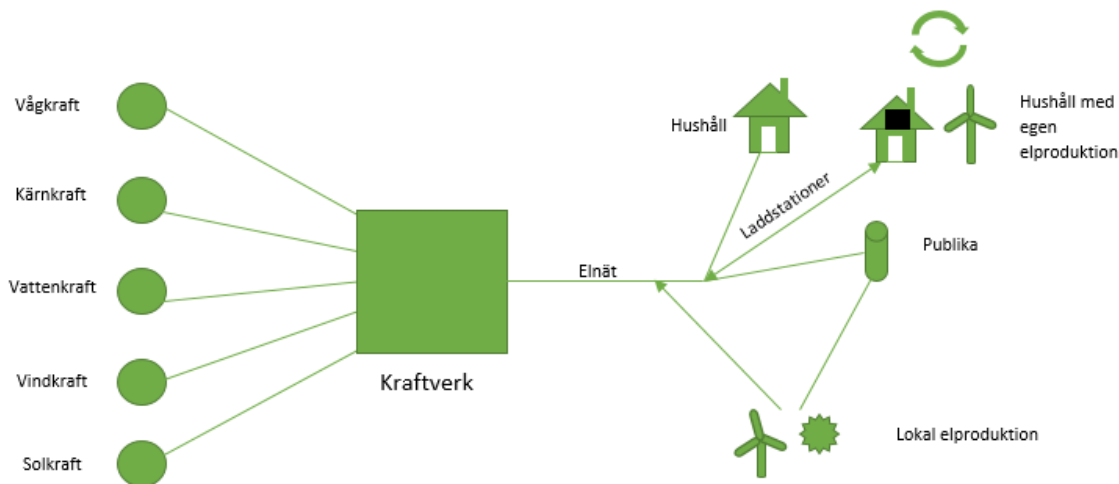 Vågkraft
Kärnkraft
Vattenkraft
Vindkraft
Solkraft
Kraftverk
Elnät
Hushåll
Laddstationer
Hushåll med
egen
elproduktion
Publika
Lokal elproduktion